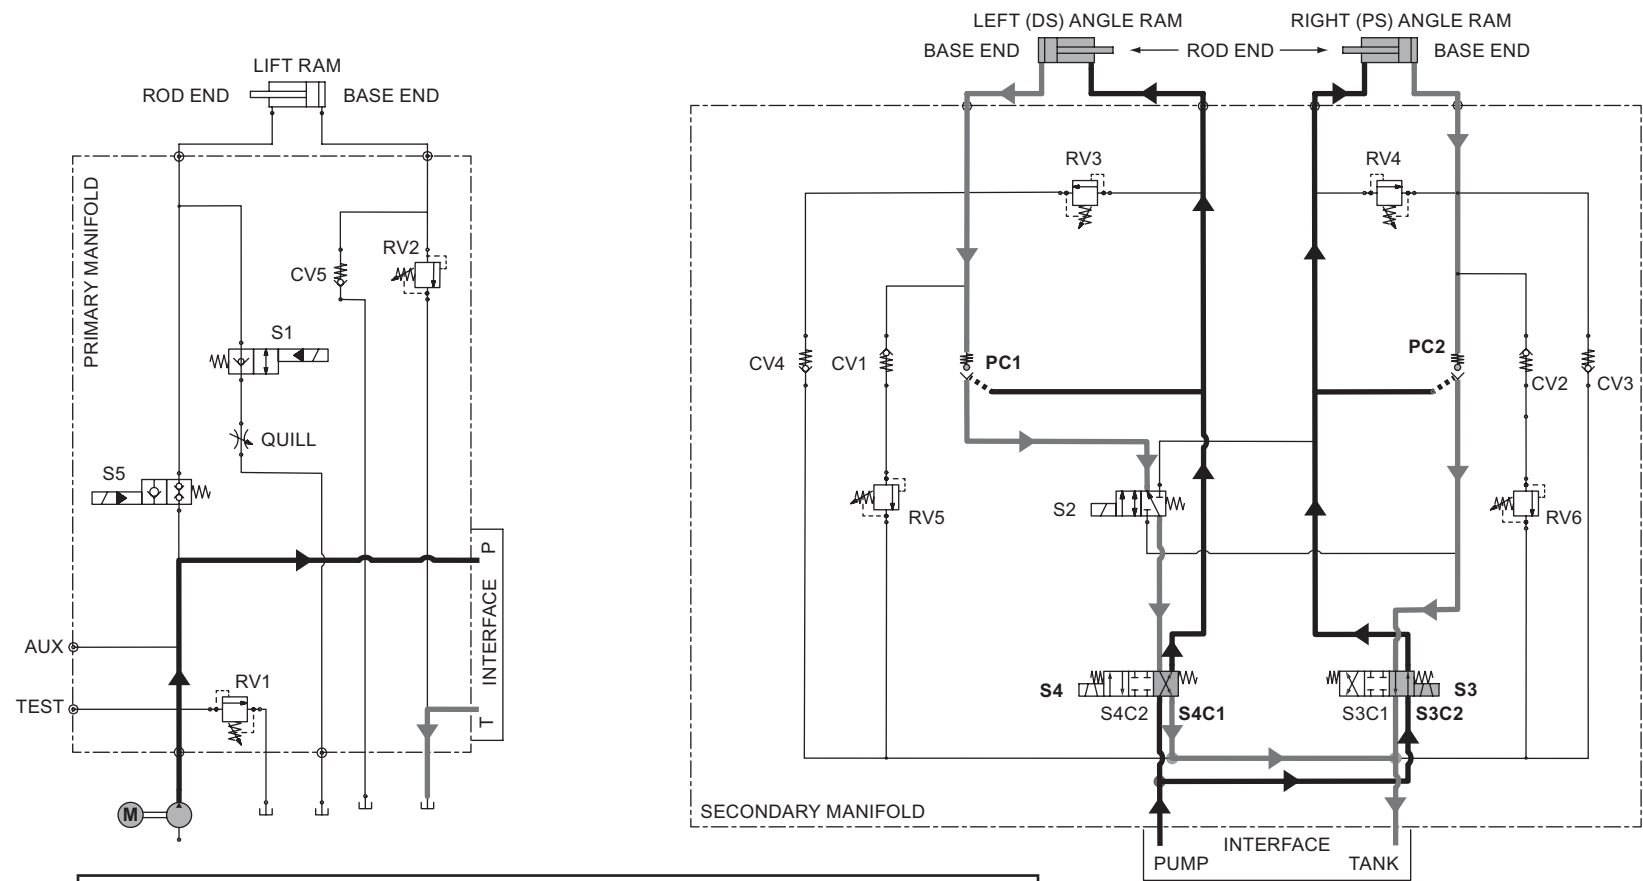 LIFT RAM
ROD END
BASE END
PRIMARY MANIFOLD
CV5
RV2
S1
QUILL
S5
P
INTERFACE
T
AUX
TEST
RV1
M
LEFT (DS) ANGLE RAM
RIGHT (PS) ANGLE RAM
BASE END
ROD END
BASE END
RV3
RV4
CV4
CV1
PC1
PC2
CV2
CV3
RV5
S2
RV6
S4
S4C2
S4C1
S3C1
S3C2
S3
SECONDARY MANIFOLD
INTERFACE
PUMP
TANK